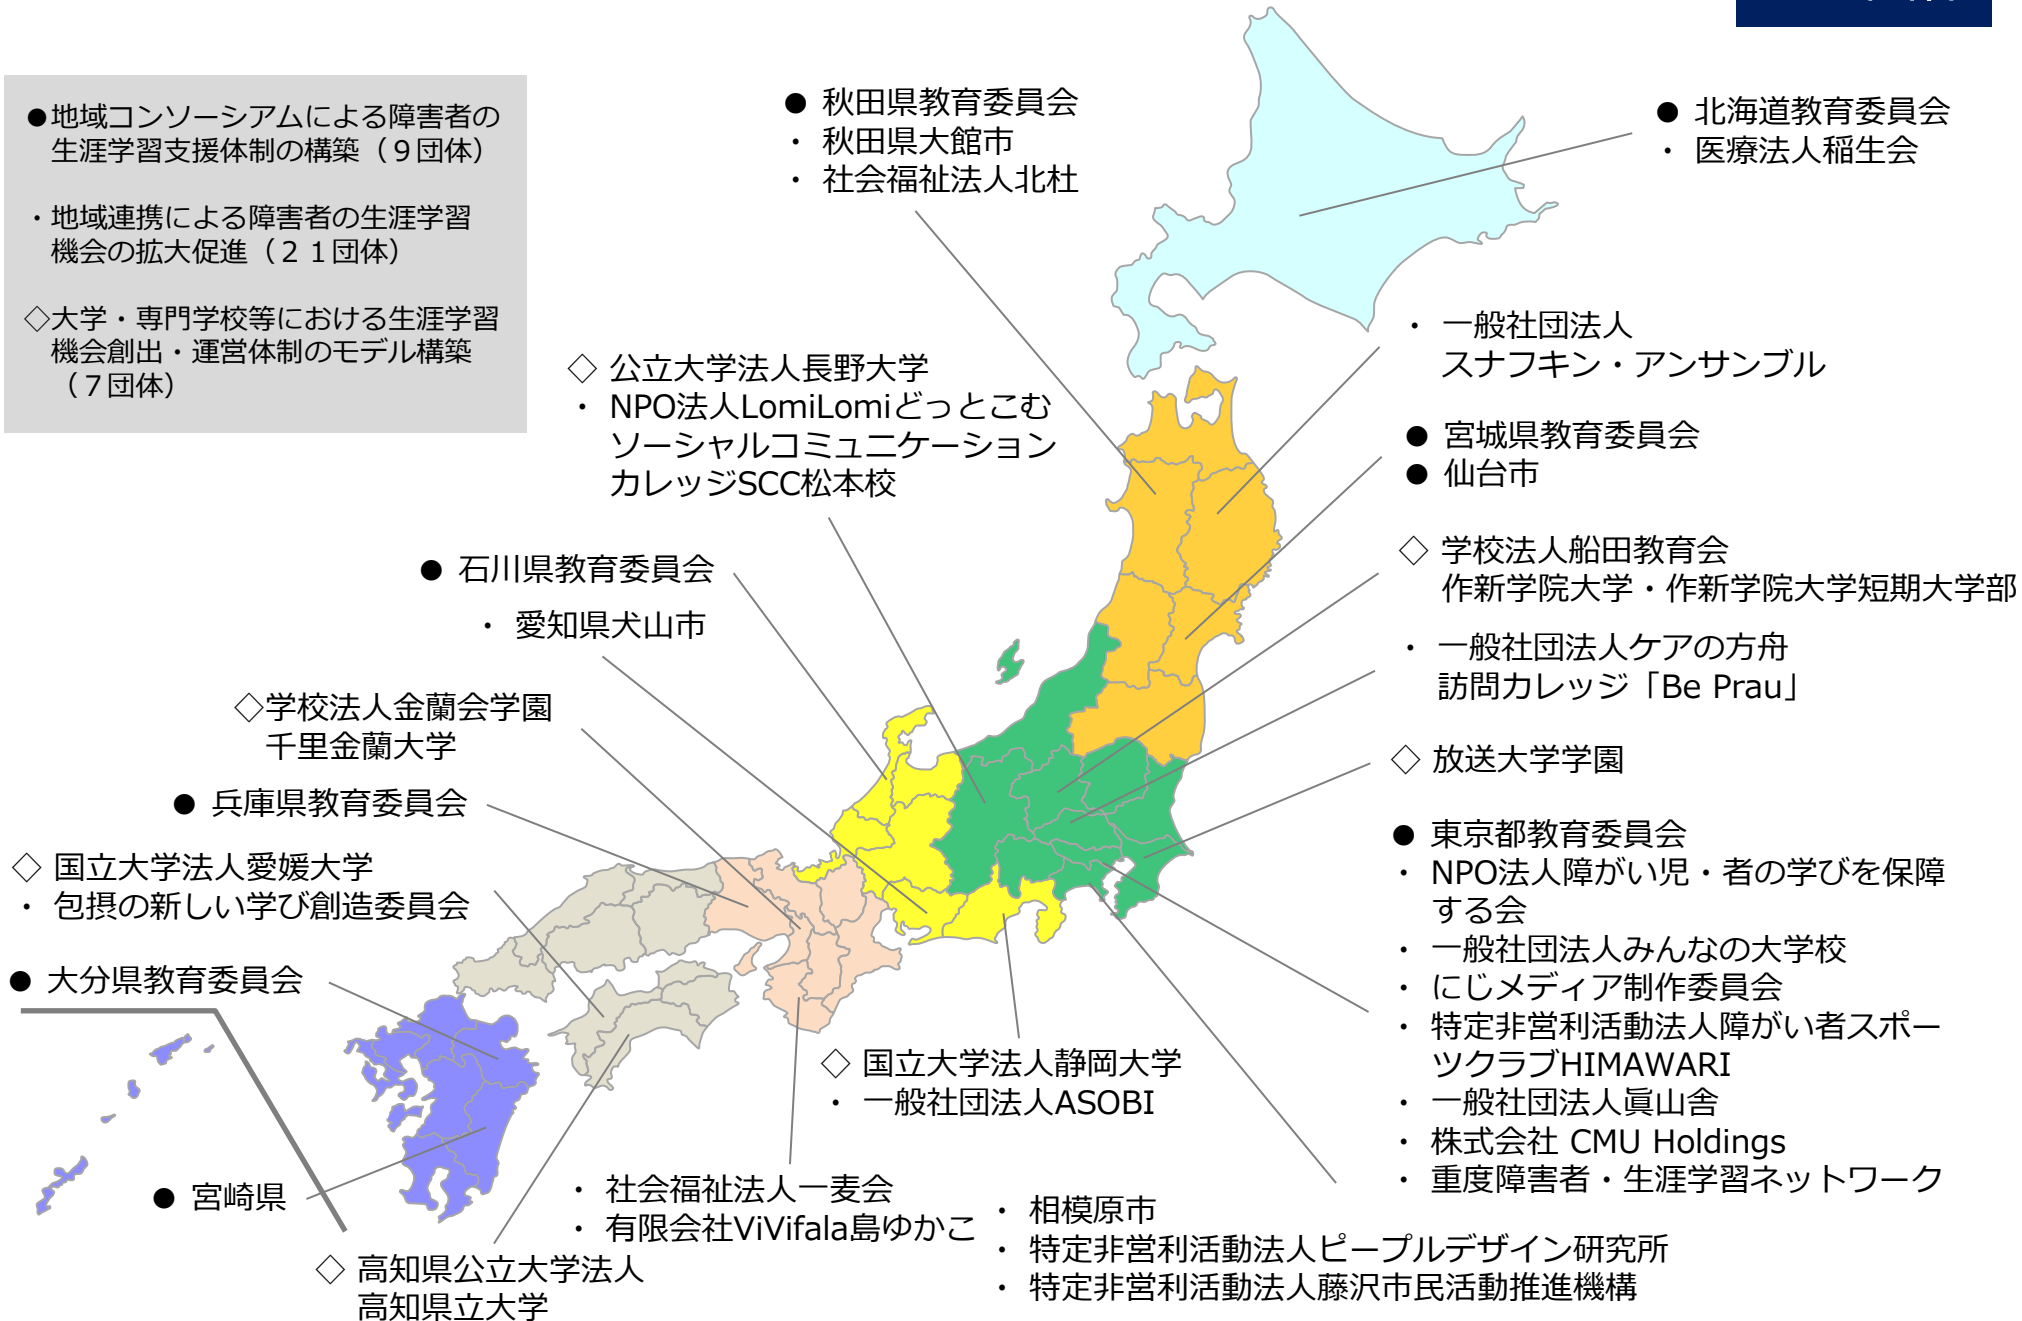 ●地域コンソーシアムによる障害者の
生涯学習支援体制の構築（９団体）
・地域連携による障害者の生涯学習
機会の拡大促進（２１団体）
◇大学・専門学校等における生涯学習
機会創出・運営体制のモデル構築
（７団体）
● 秋田県教育委員会
・ 秋田県大館市
・ 社会福祉法人北杜
● 北海道教育委員会
・ 医療法人稲生会
・ 一般社団法人
スナフキン・アンサンブル
◇ 公立大学法人長野大学
・ NPO法人LomiLomiどっとこむ
ソーシャルコミュニケーション
カレッジSCC松本校
● 宮城県教育委員会
● 仙台市
◇ 学校法人船田教育会
作新学院大学・作新学院大学短期大学部
● 石川県教育委員会
・ 愛知県犬山市
・ 一般社団法人ケアの方舟
訪問カレッジ「Be Prau」
◇学校法人金蘭会学園
千里金蘭大学
◇ 放送大学学園
● 兵庫県教育委員会
◇ 国立大学法人愛媛大学
・ 包摂の新しい学び創造委員会
● 東京都教育委員会
・ NPO法人障がい児・者の学びを保障
する会
・ 一般社団法人みんなの大学校
・ にじメディア制作委員会
・ 特定非営利活動法人障がい者スポー
ツクラブHIMAWARI
・ 一般社団法人眞山舎
・ 株式会社 CMU Holdings
・ 重度障害者・生涯学習ネットワーク
● 大分県教育委員会
◇ 国立大学法人静岡大学
・ 一般社団法人ASOBI
● 宮崎県
・ 社会福祉法人一麦会
・ 有限会社ViVifala島ゆかこ
・ 相模原市
・ 特定非営利活動法人ピープルデザイン研究所
・ 特定非営利活動法人藤沢市民活動推進機構
◇ 高知県公立大学法人
高知県立大学